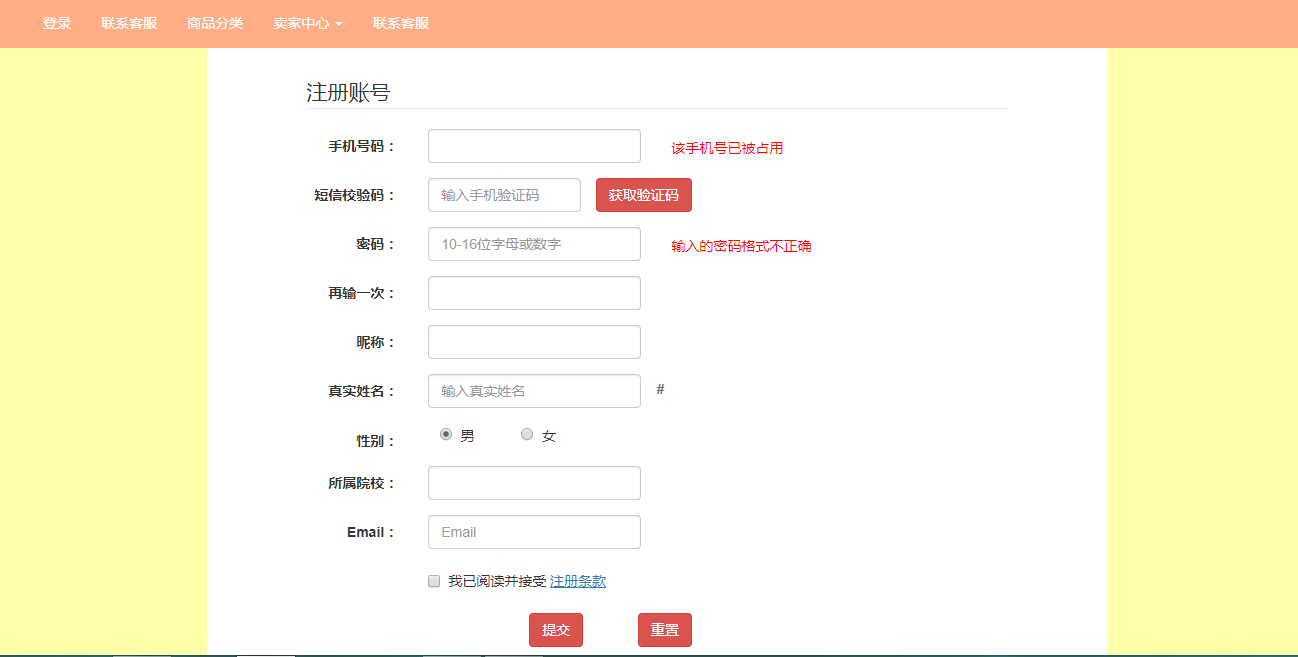 登录 联系客服 商品分类 卖家中心 联系客服
注册账号
手机号码： 该手机号已被占用
短信校验码： 输入手机验证码 获取验证码
密码： 10-16位字母或数字 输入的密码格式不正确
再输一次：
昵称：
真实姓名： 输入真实姓名 #
性别： 男 女
所属院校：
Email： Email
我已阅读并接受 注册条款
提交 重置